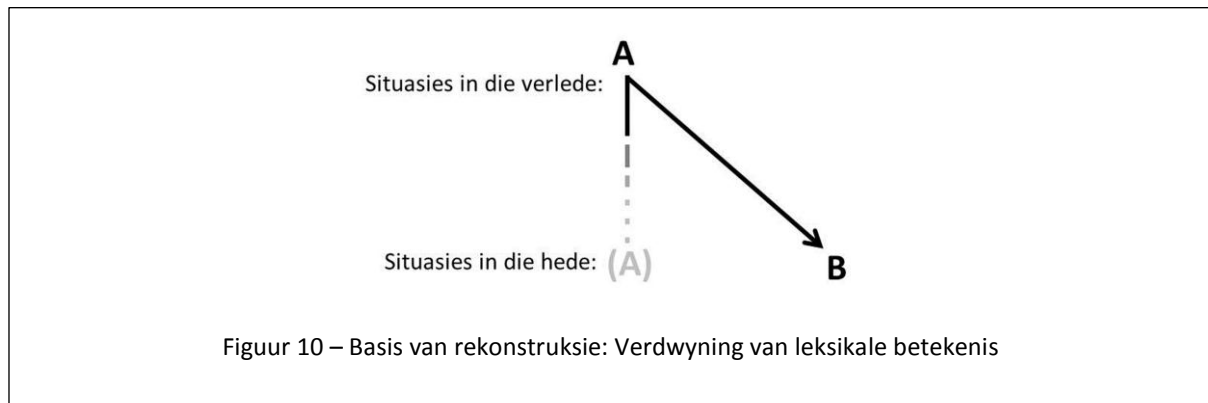 A
Situasies in die verlede:
Situasies in die hede: (A)
B
Figuur 10 – Basis van rekonstruksie: Verdwyning van leksikale betekenis